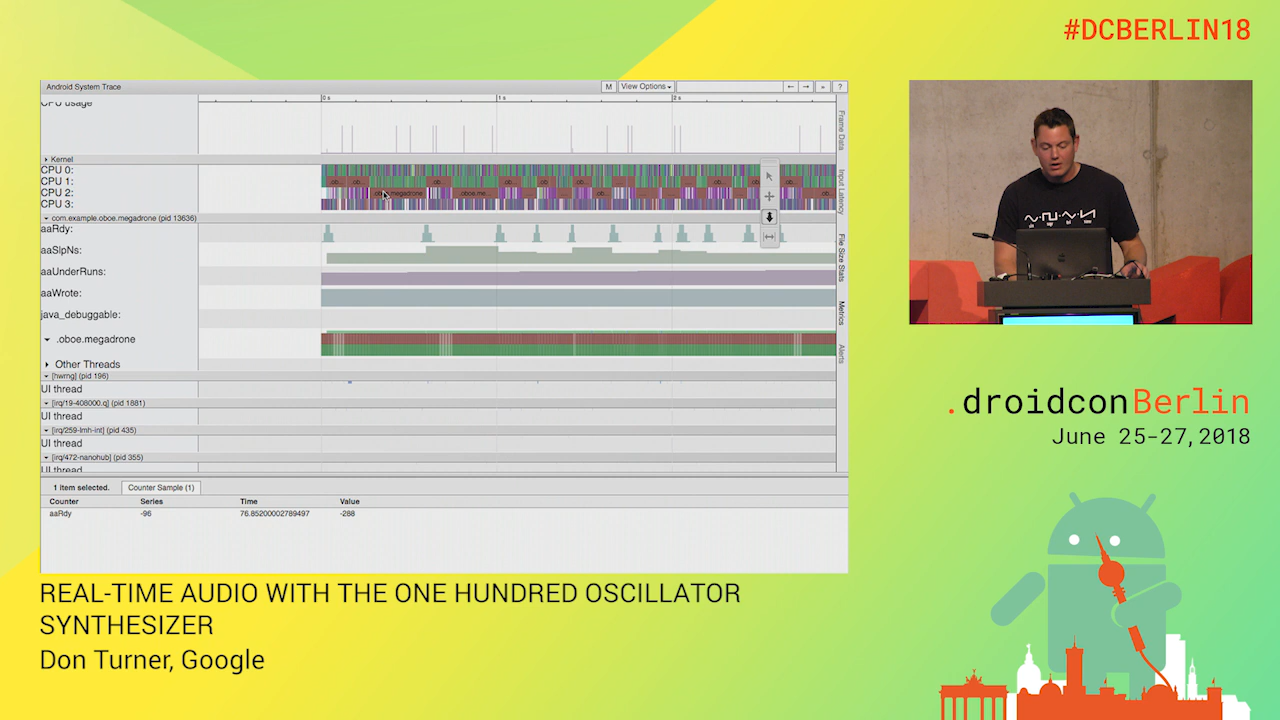 #DCBERLIN18
Android System Trace
M View Options ← → » ?
0 s 1 s 2 s
CPU usage
Kernel
CPU 0:
CPU 1:
CPU 2:
CPU 3:
com.example.oboe.megadrone (pid 13636)
aaRdy:
aaSlpNs:
aaUnderRuns:
aaWrote:
java_debuggable:
.oboe.megadrone
Other Threads
[hwrng] (pid 196)
UI thread
[irq/19-408000.q] (pid 1881)
UI thread
[irq/259-lmh-int] (pid 435)
UI thread
[irq/472-nanohub] (pid 355)
UI thread
Frame Data
Input Latency
File Size Stats
Metrics
Alerts
1 item selected. Counter Sample (1)
Counter Series Time Value
aaRdy -96 76.85200002789497 -288
REAL-TIME AUDIO WITH THE ONE HUNDRED OSCILLATOR
SYNTHESIZER
Don Turner, Google
.droidconBerlin
June 25-27,2018